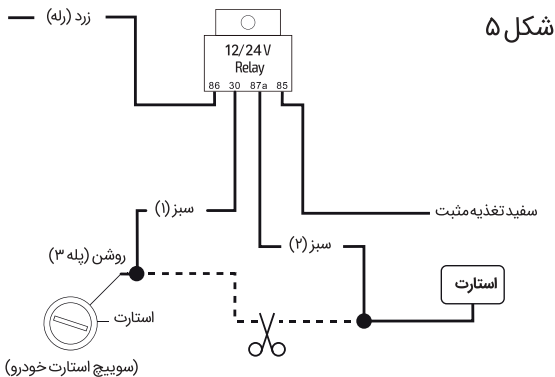 شکل ۵
زرد (رله)
12/24 V
Relay
86 30 87a 85
سبز (۱)
سفید تغذیه مثبت
سبز (۲)
روشن (پله ۳)
استارت
استارت
(سوییچ استارت خودرو)